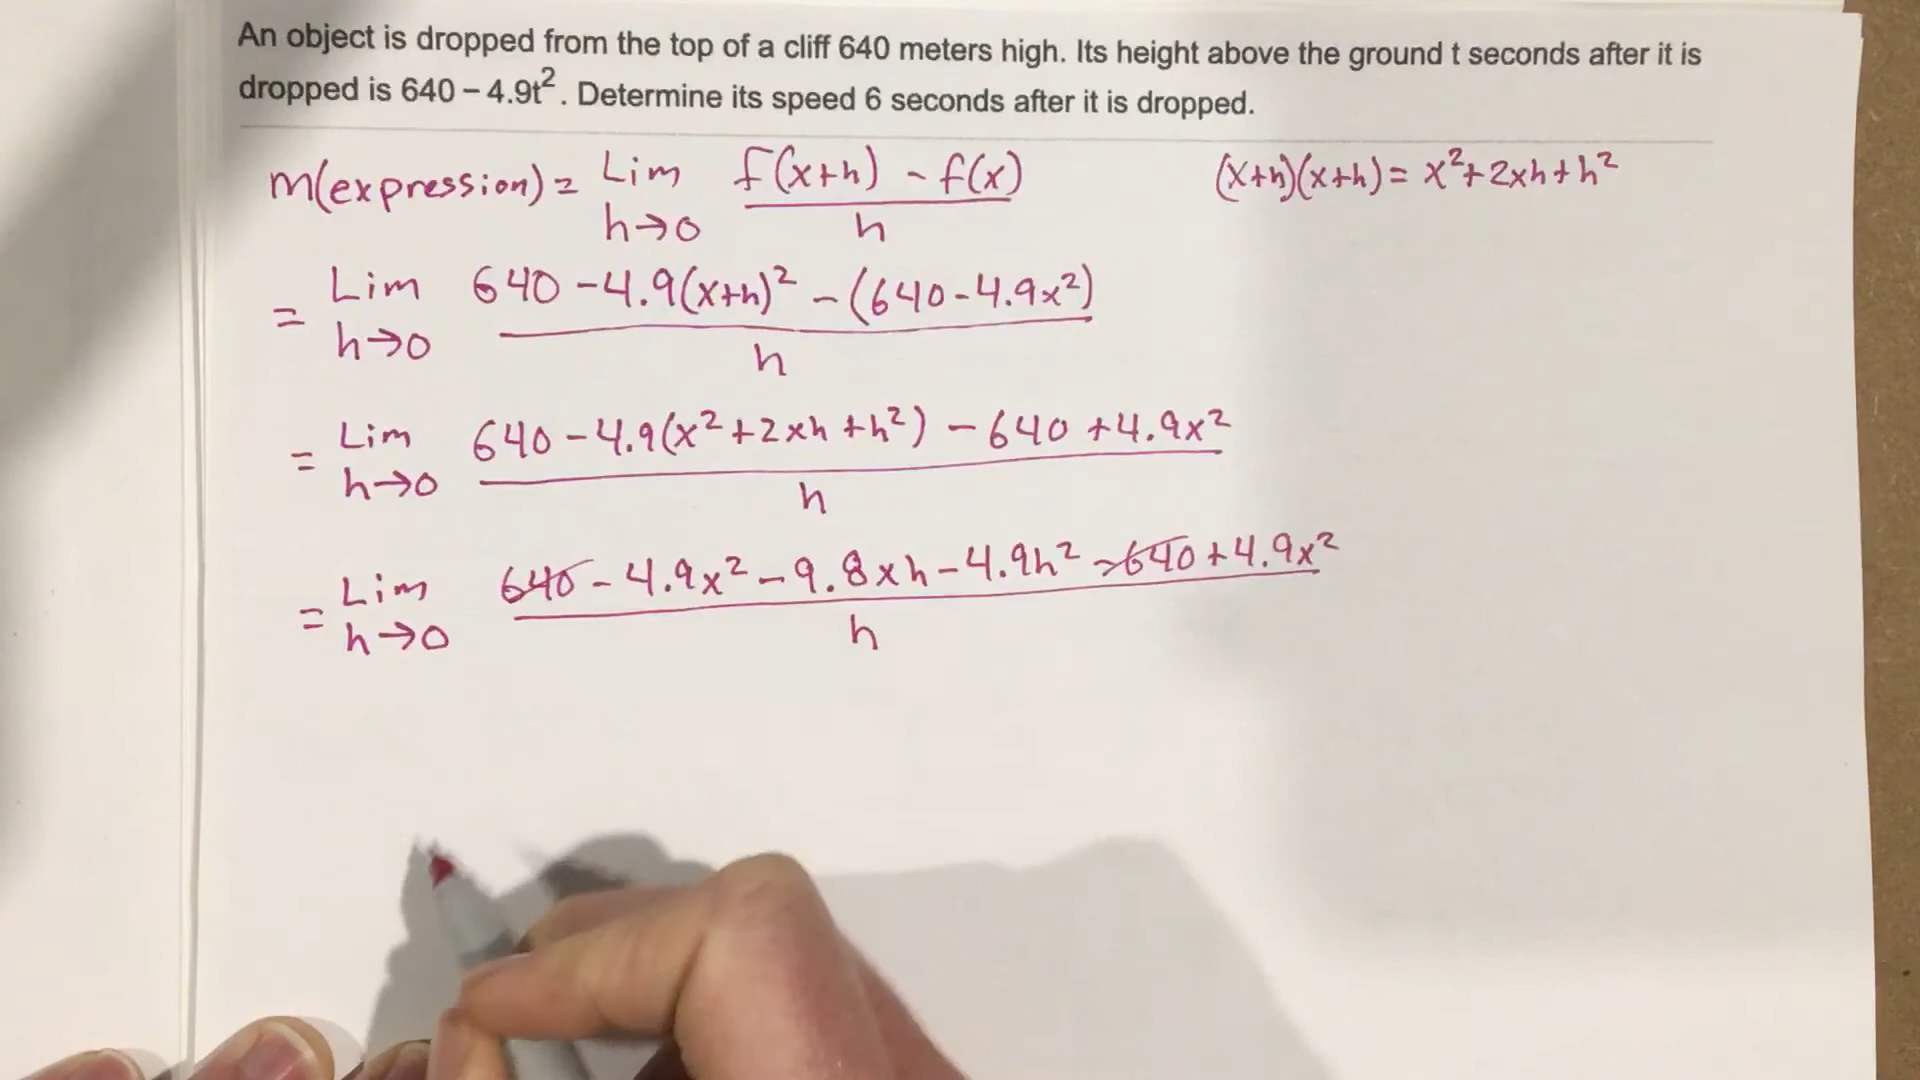 An object is dropped from the top of a cliff 640 meters high. Its height above the ground t seconds after it is
dropped is 640 – 4.9t². Determine its speed 6 seconds after it is dropped.
m(expression) = Lim h→0 f(x+h) - f(x) / h
(x+h)(x+h) = x²+2xh+h²
= Lim h→0 640 - 4.9(x+h)² - (640 - 4.9x²) / h
= Lim h→0 640 - 4.9(x²+2xh+h²) - 640 + 4.9x² / h
= Lim h→0 640 - 4.9x² - 9.8xh - 4.9h² - 640 + 4.9x² / h